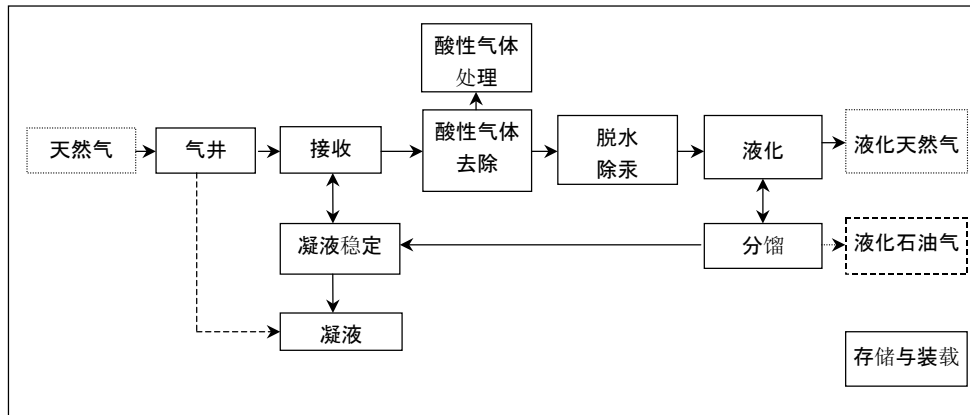 酸性气体
处理
天然气
气井
接收
酸性气体
去除
脱水
除汞
液化
液化天然气
凝液稳定
分馏
液化石油气
凝液
存储与装载